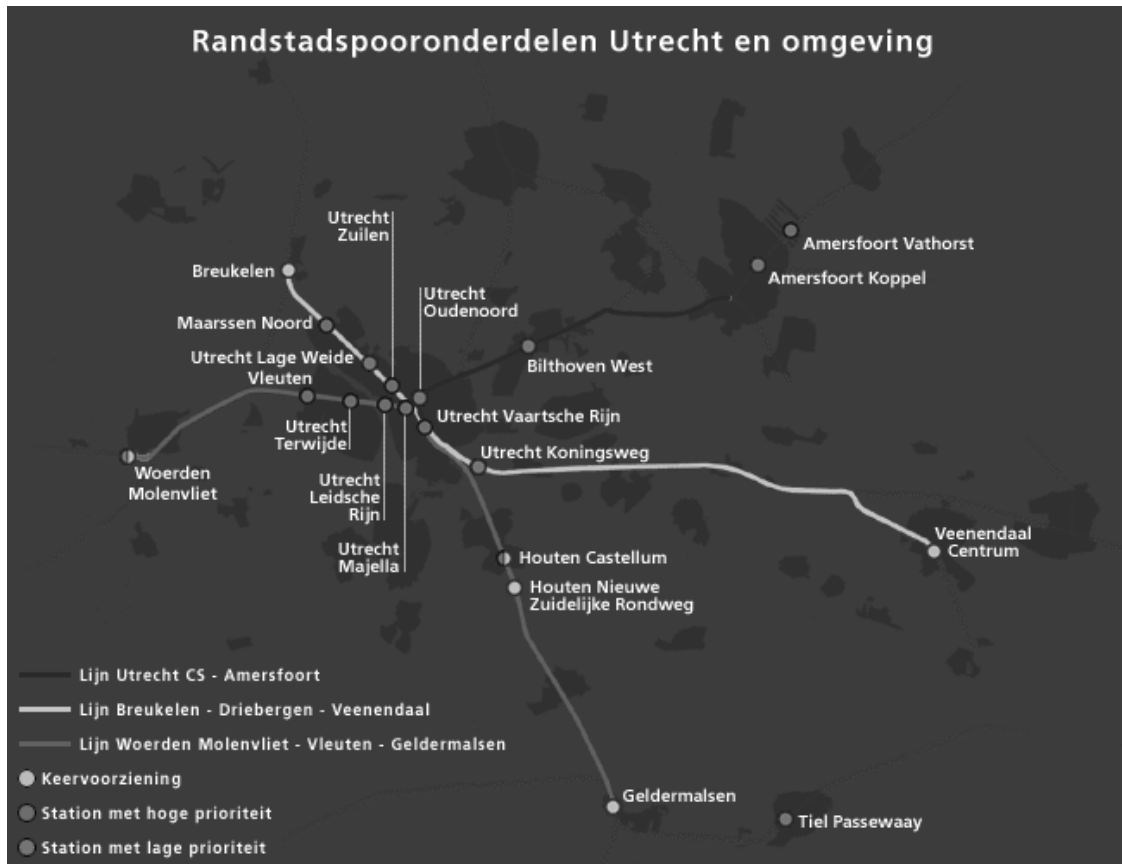 Randstadspooronderdelen Utrecht en omgeving
Utrecht
Zuilen
Amersfoort Vathorst
Breukelen
Amersfoort Koppel
Utrecht
Oudenoord
Maarssen Noord
Utrecht Lage Weide
Bilthoven West
Vleuten
Utrecht Vaartsche Rijn
Utrecht
Terwijde
Utrecht Koningsweg
Woerden
Molenvliet
Utrecht
Leidsche
Rijn
Veenendaal
Centrum
Utrecht
Majella
Houten Castellum
Houten Nieuwe
Zuidelijke Rondweg
Lijn Utrecht CS - Amersfoort
Lijn Breukelen - Driebergen - Veenendaal
Lijn Woerden Molenvliet - Vleuten - Geldermalsen
Keervoorziening
Geldermalsen
Station met hoge prioriteit
Tiel Passewaay
Station met lage prioriteit